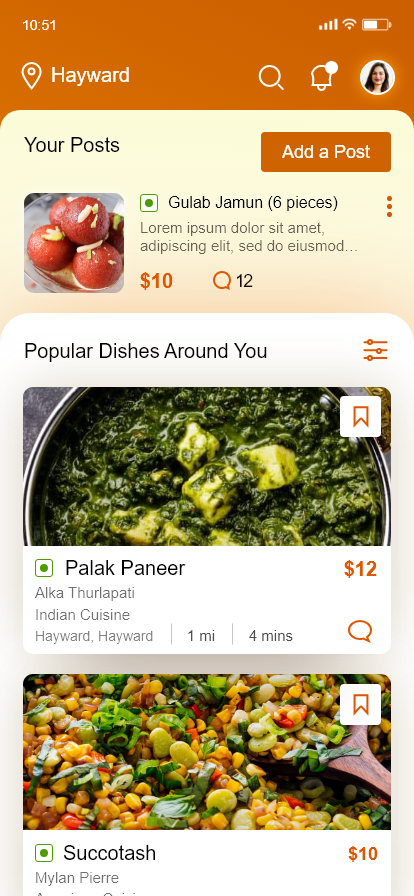 10:51
Hayward
Your Posts
Add a Post
Gulab Jamun (6 pieces)
Lorem ipsum dolor sit amet,
adipiscing elit, sed do eiusmod...
$10
12
Popular Dishes Around You
Palak Paneer
$12
Alka Thurlapati
Indian Cuisine
Hayward, Hayward
1 mi
4 mins
Succotash
$10
Mylan Pierre